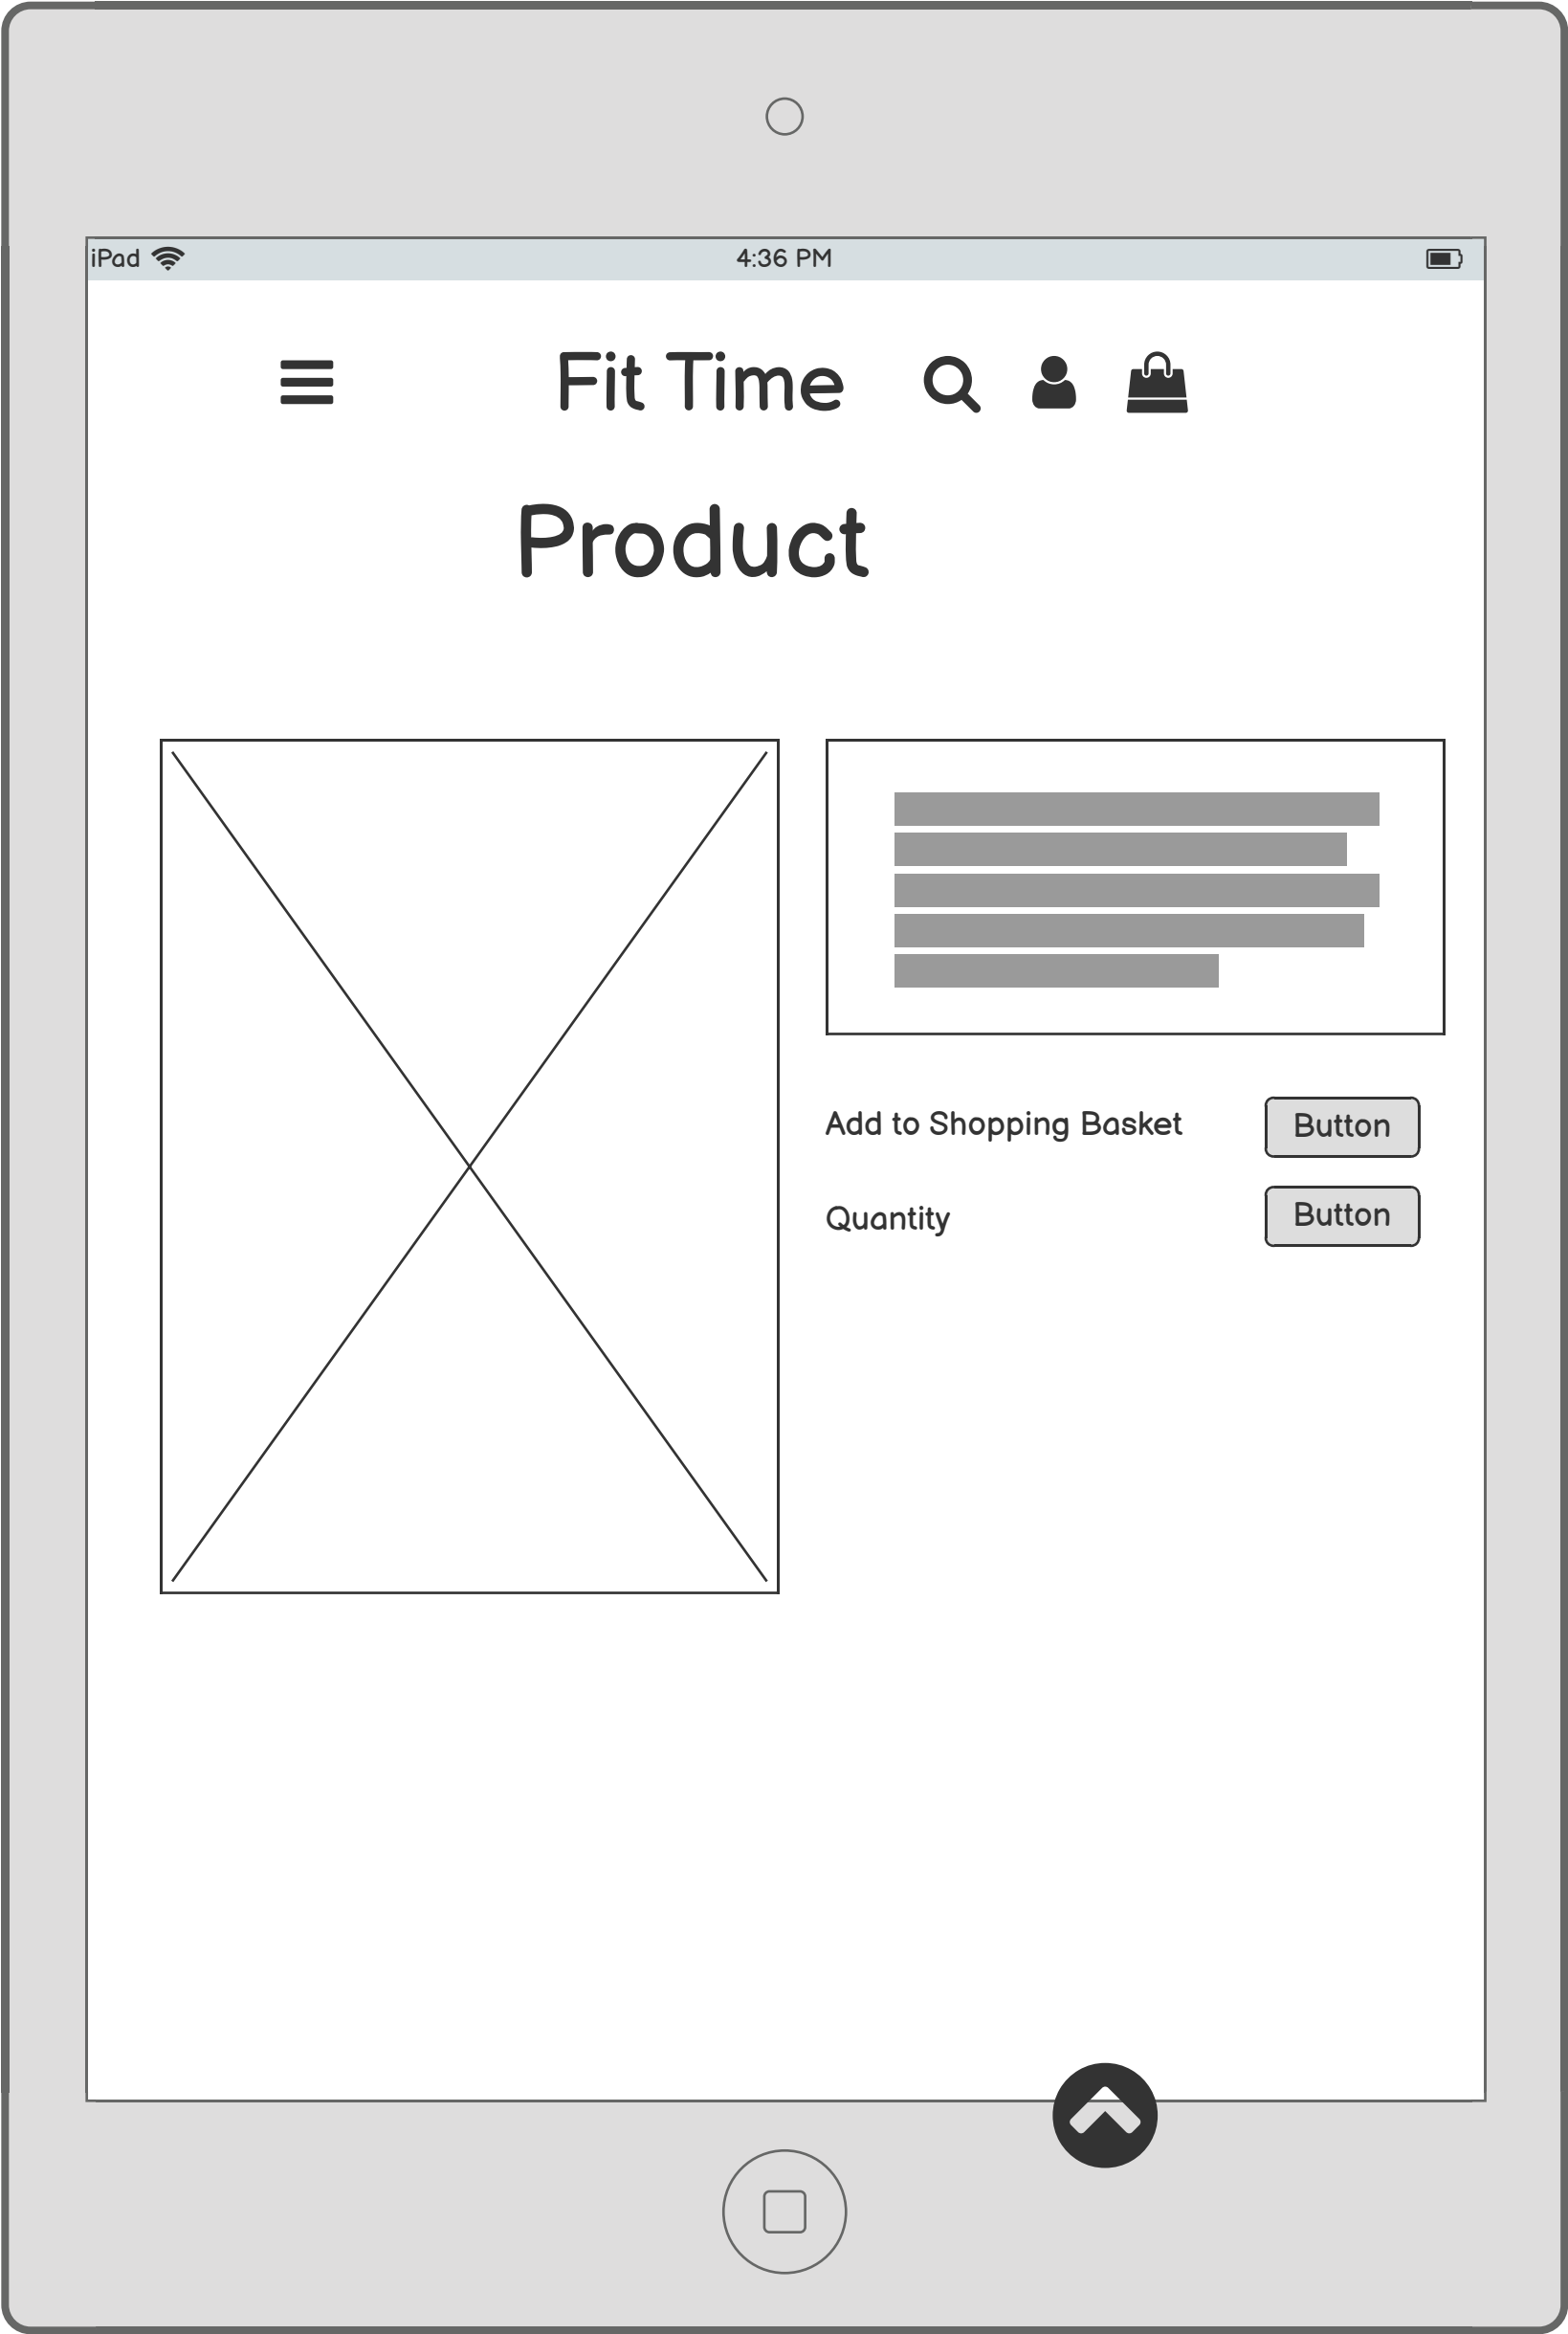 iPad 4:36 PM
Fit Time
Product
Add to Shopping Basket Button
Quantity Button